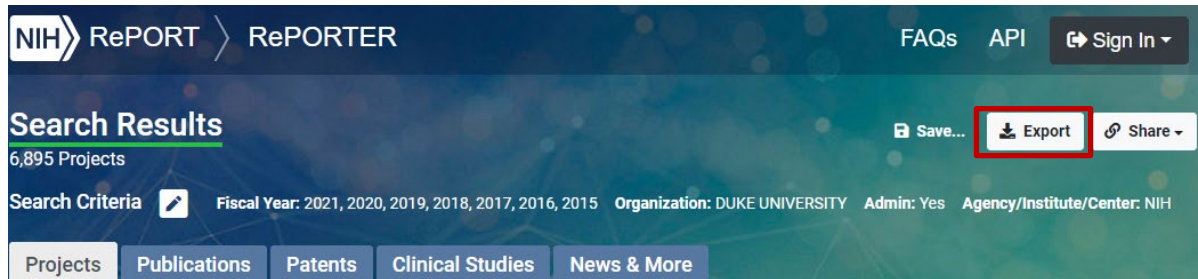 NIH RePORT RePORTER FAQs API Sign In
Search Results Save... Export Share
6,895 Projects
Search Criteria Fiscal Year: 2021, 2020, 2019, 2018, 2017, 2016, 2015 Organization: DUKE UNIVERSITY Admin: Yes Agency/Institute/Center: NIH
Projects Publications Patents Clinical Studies News & More